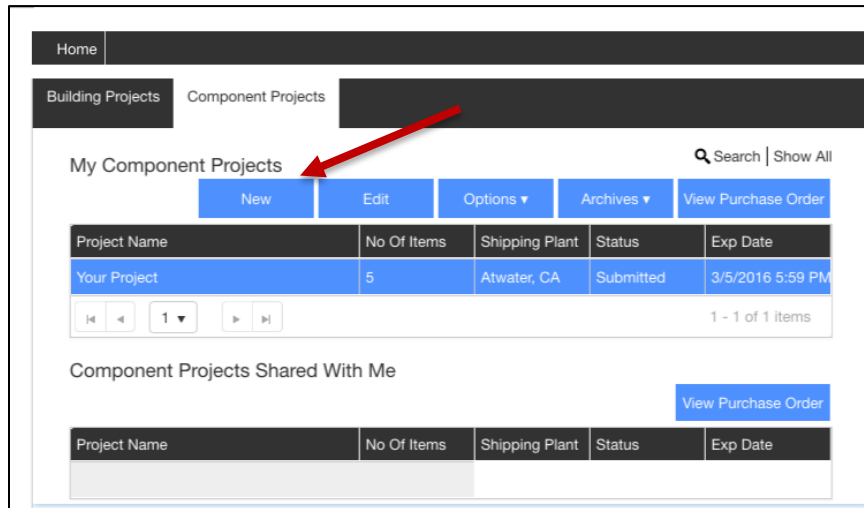 Home
Building Projects Component Projects
My Component Projects
Search | Show All
New Edit Options ▾ Archives ▾ View Purchase Order
Project Name No Of Items Shipping Plant Status Exp Date
Your Project 5 Atwater, CA Submitted 3/5/2016 5:59 PM
1 ▾ 1 - 1 of 1 items
Component Projects Shared With Me
View Purchase Order
Project Name No Of Items Shipping Plant Status Exp Date